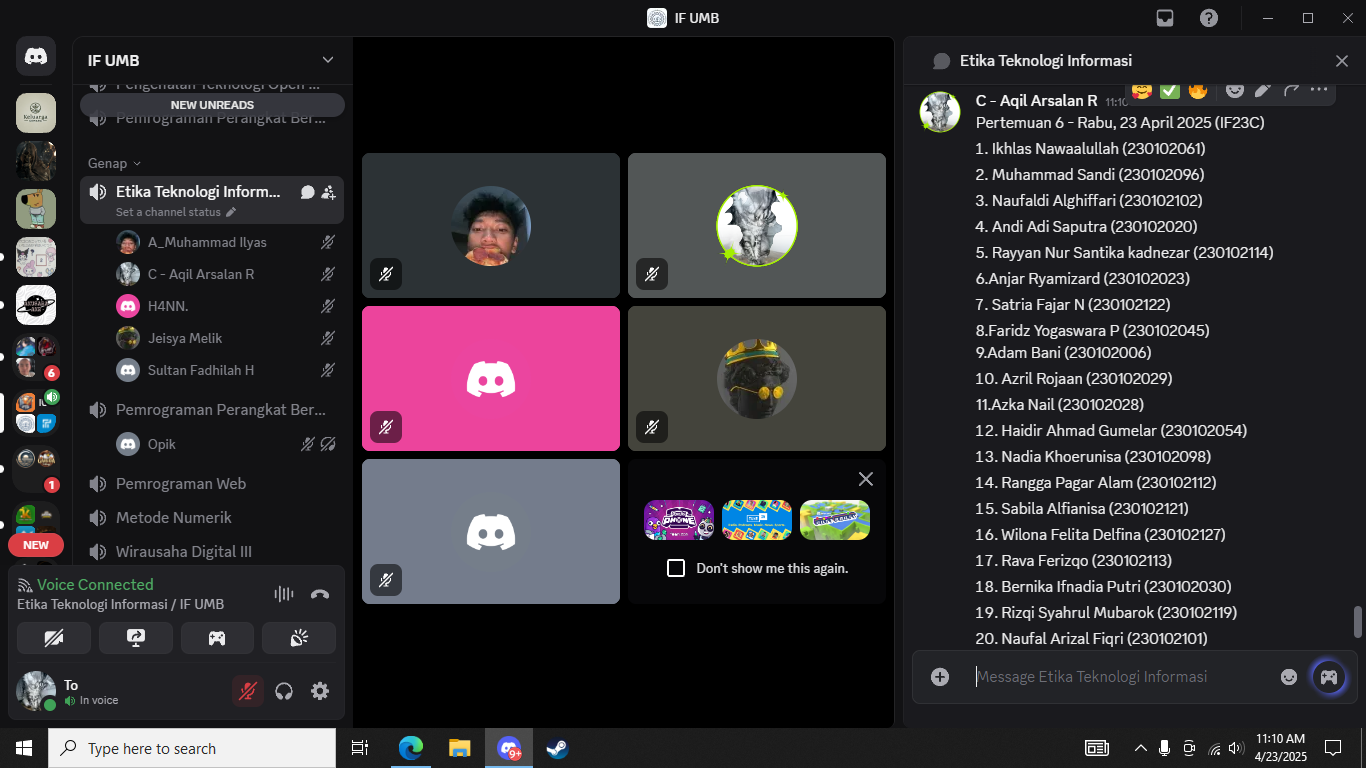 IF UMB
IF UMB
Pengenalan Teknologi Open ...
NEW UNREADS
Pemrograman Perangkat Ber...
Genap
Etika Teknologi Inform...
Set a channel status
A_Muhammad Ilyas
C - Aqil Arsalan R
H4NN.
Jeisya Melik
Sultan Fadhilah H
Pemrograman Perangkat Ber...
Opik
Pemrograman Web
Metode Numerik
Wirausaha Digital III
Keluarga
6
1
NEW
Voice Connected
Etika Teknologi Informasi / IF UMB
To
In voice
Don't show me this again.
Etika Teknologi Informasi
C - Aqil Arsalan R 11:10
Pertemuan 6 - Rabu, 23 April 2025 (IF23C)
1. Ikhlas Nawaalullah (230102061)
2. Muhammad Sandi (230102096)
3. Naufaldi Alghiffari (230102102)
4. Andi Adi Saputra (230102020)
5. Rayyan Nur Santika kadnezar (230102114)
6.Anjar Ryamizard (230102023)
7. Satria Fajar N (230102122)
8.Faridz Yogaswara P (230102045)
9.Adam Bani (230102006)
10. Azril Rojaan (230102029)
11.Azka Nail (230102028)
12. Haidir Ahmad Gumelar (230102054)
13. Nadia Khoerunisa (230102098)
14. Rangga Pagar Alam (230102112)
15. Sabila Alfianisa (230102121)
16. Wilona Felita Delfina (230102127)
17. Rava Ferizqo (230102113)
18. Bernika Ifnadia Putri (230102030)
19. Rizqi Syahrul Mubarok (230102119)
20. Naufal Arizal Fiqri (230102101)
Message Etika Teknologi Informasi
Type here to search
9+
11:10 AM
4/23/2025